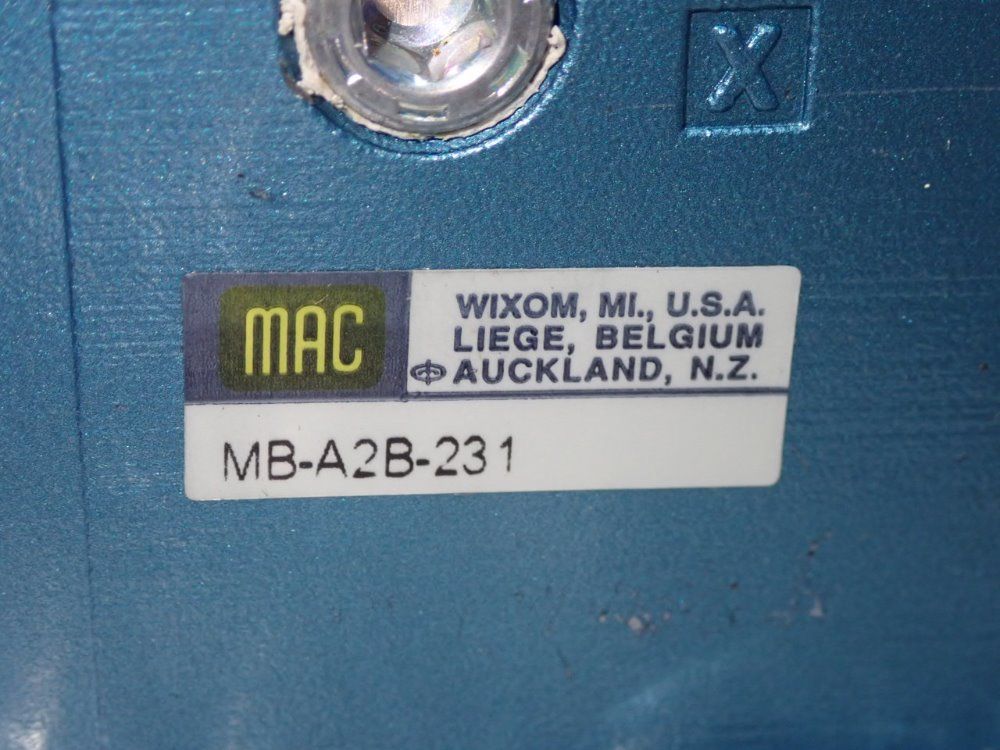 X
MAC
WIXOM, MI., U.S.A.
LIEGE, BELGIUM
AUCKLAND, N.Z.
MB-A2B-231